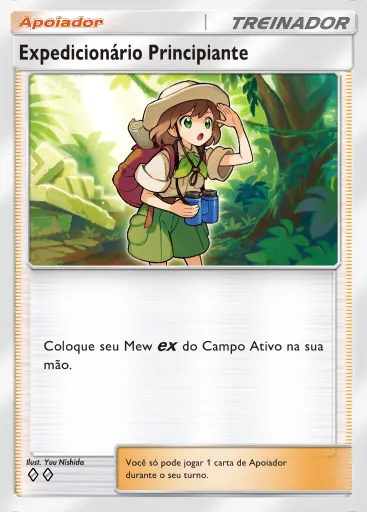 Apoiador
TREINADOR
Expedicionário Principiante
Coloque seu Mew ex do Campo Ativo na sua
mão.
Ilust. Yuu Nishida
Você só pode jogar 1 carta de Apoiador
durante o seu turno.